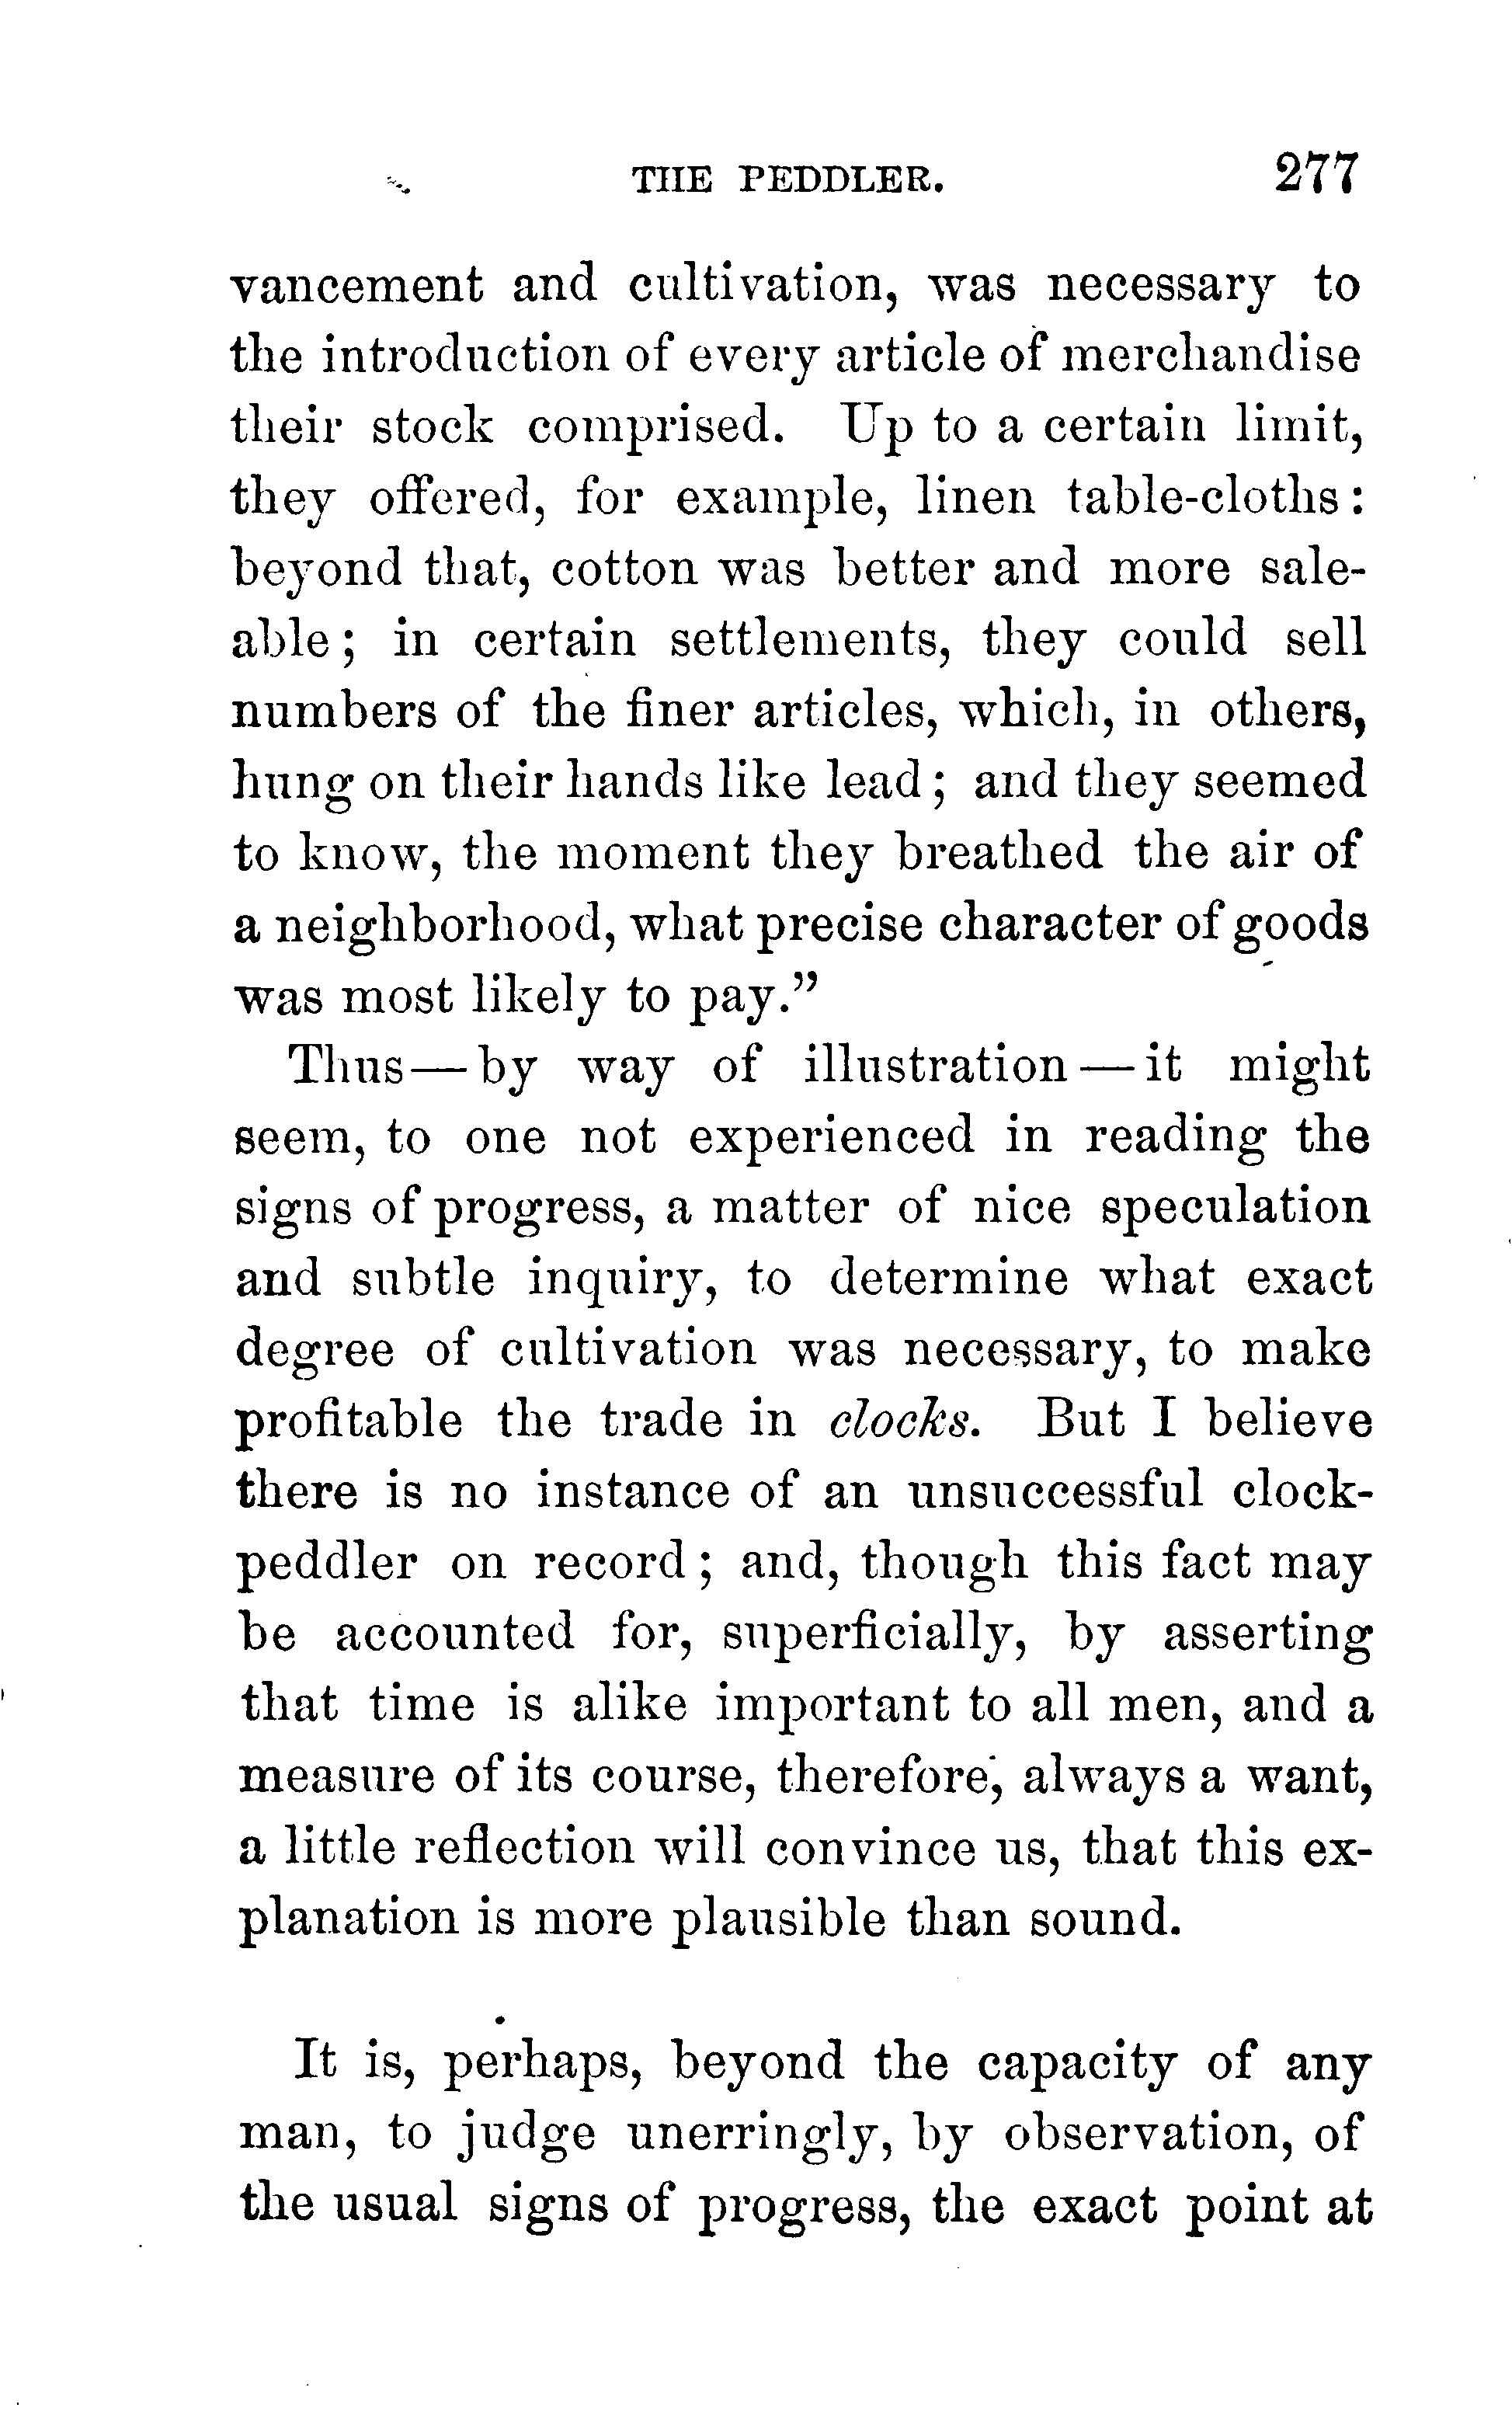 THE PEDDLER. 277
vancement and cultivation, was necessary to
the introduction of every article of merchandise
their stock comprised. Up to a certain limit,
they offered, for example, linen table-cloths:
beyond that, cotton was better and more sale-
able; in certain settlements, they could sell
numbers of the finer articles, which, in others,
hung on their hands like lead; and they seemed
to know, the moment they breathed the air of
a neighborhood, what precise character of goods
was most likely to pay.”
Thus—by way of illustration—it might
seem, to one not experienced in reading the
signs of progress, a matter of nice speculation
and subtle inquiry, to determine what exact
degree of cultivation was necessary, to make
profitable the trade in clocks. But I believe
there is no instance of an unsuccessful clock-
peddler on record; and, though this fact may
be accounted for, superficially, by asserting
that time is alike important to all men, and a
measure of its course, therefore, always a want,
a little reflection will convince us, that this ex-
planation is more plausible than sound.
It is, perhaps, beyond the capacity of any
man, to judge unerringly, by observation, of
the usual signs of progress, the exact point at